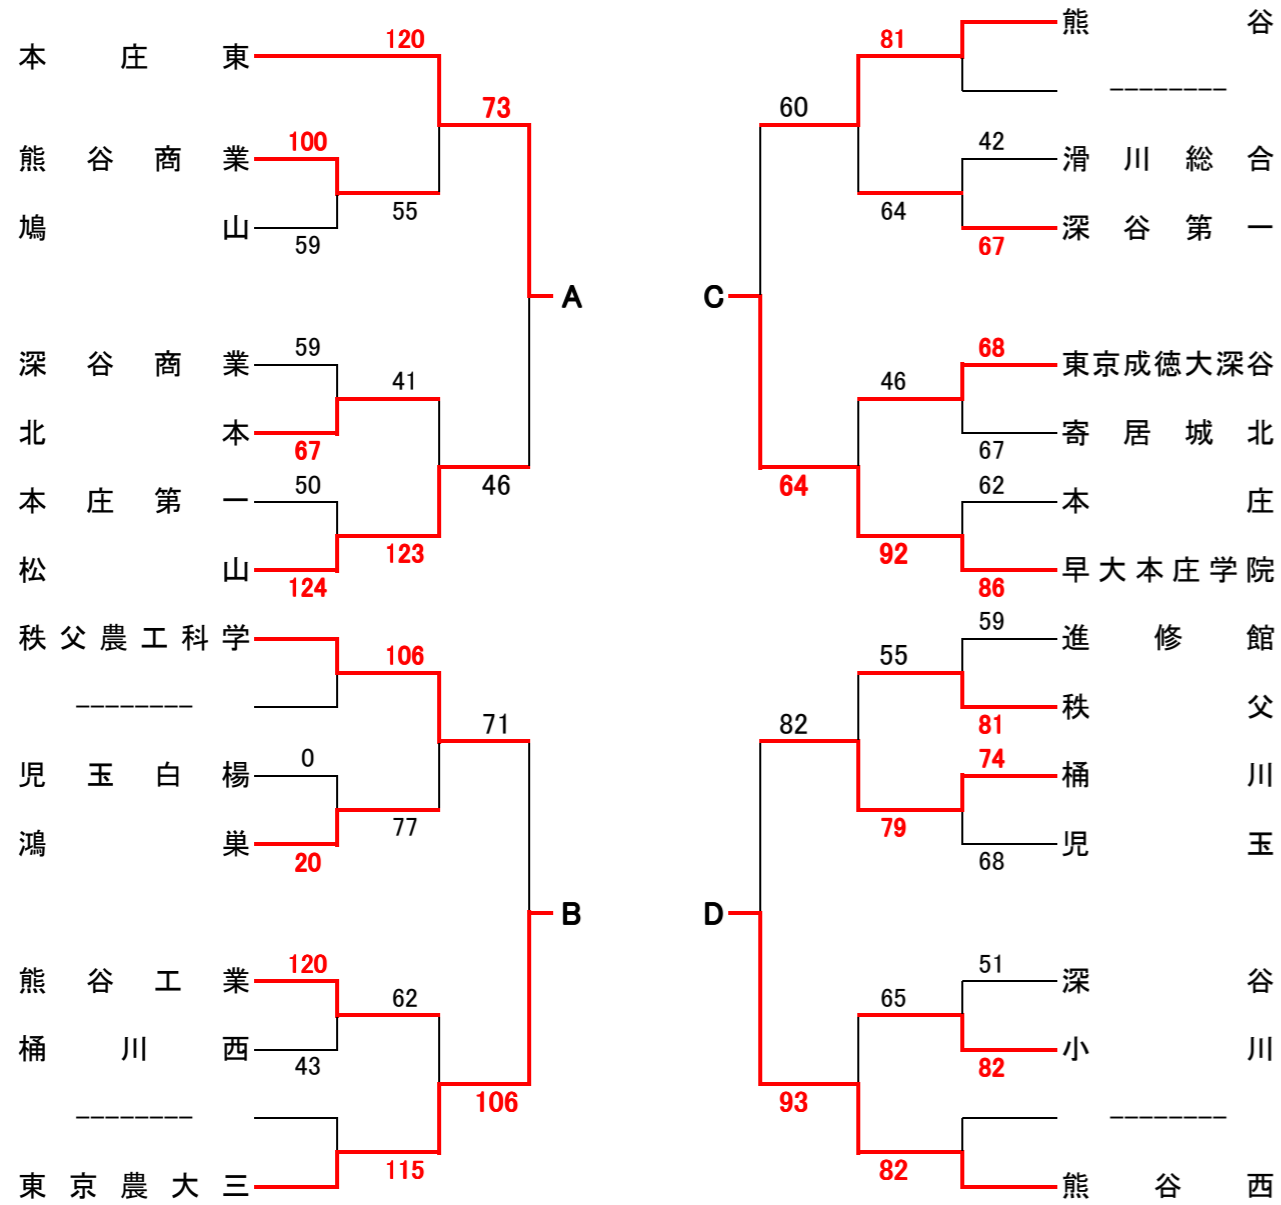 本庄東
120
73
熊谷商業
100
鳩山
59
55
A
深谷商業
59
41
北本
67
46
本庄第一
50
松山
124
123
秩父農工科学
106
--------
71
児玉白楊
0
鴻巣
20
77
B
熊谷工業
120
62
桶川西
43
106
--------
東京農大三
115
81
熊谷
60
--------
42
滑川総合
64
67
深谷第一
C
68
東京成徳大深谷
46
67
寄居城北
64
62
本庄
92
86
早大本庄学院
59
進修館
55
82
81
秩父
74
桶川
79
68
児玉
D
51
深谷
65
82
小川
93
--------
82
熊谷西